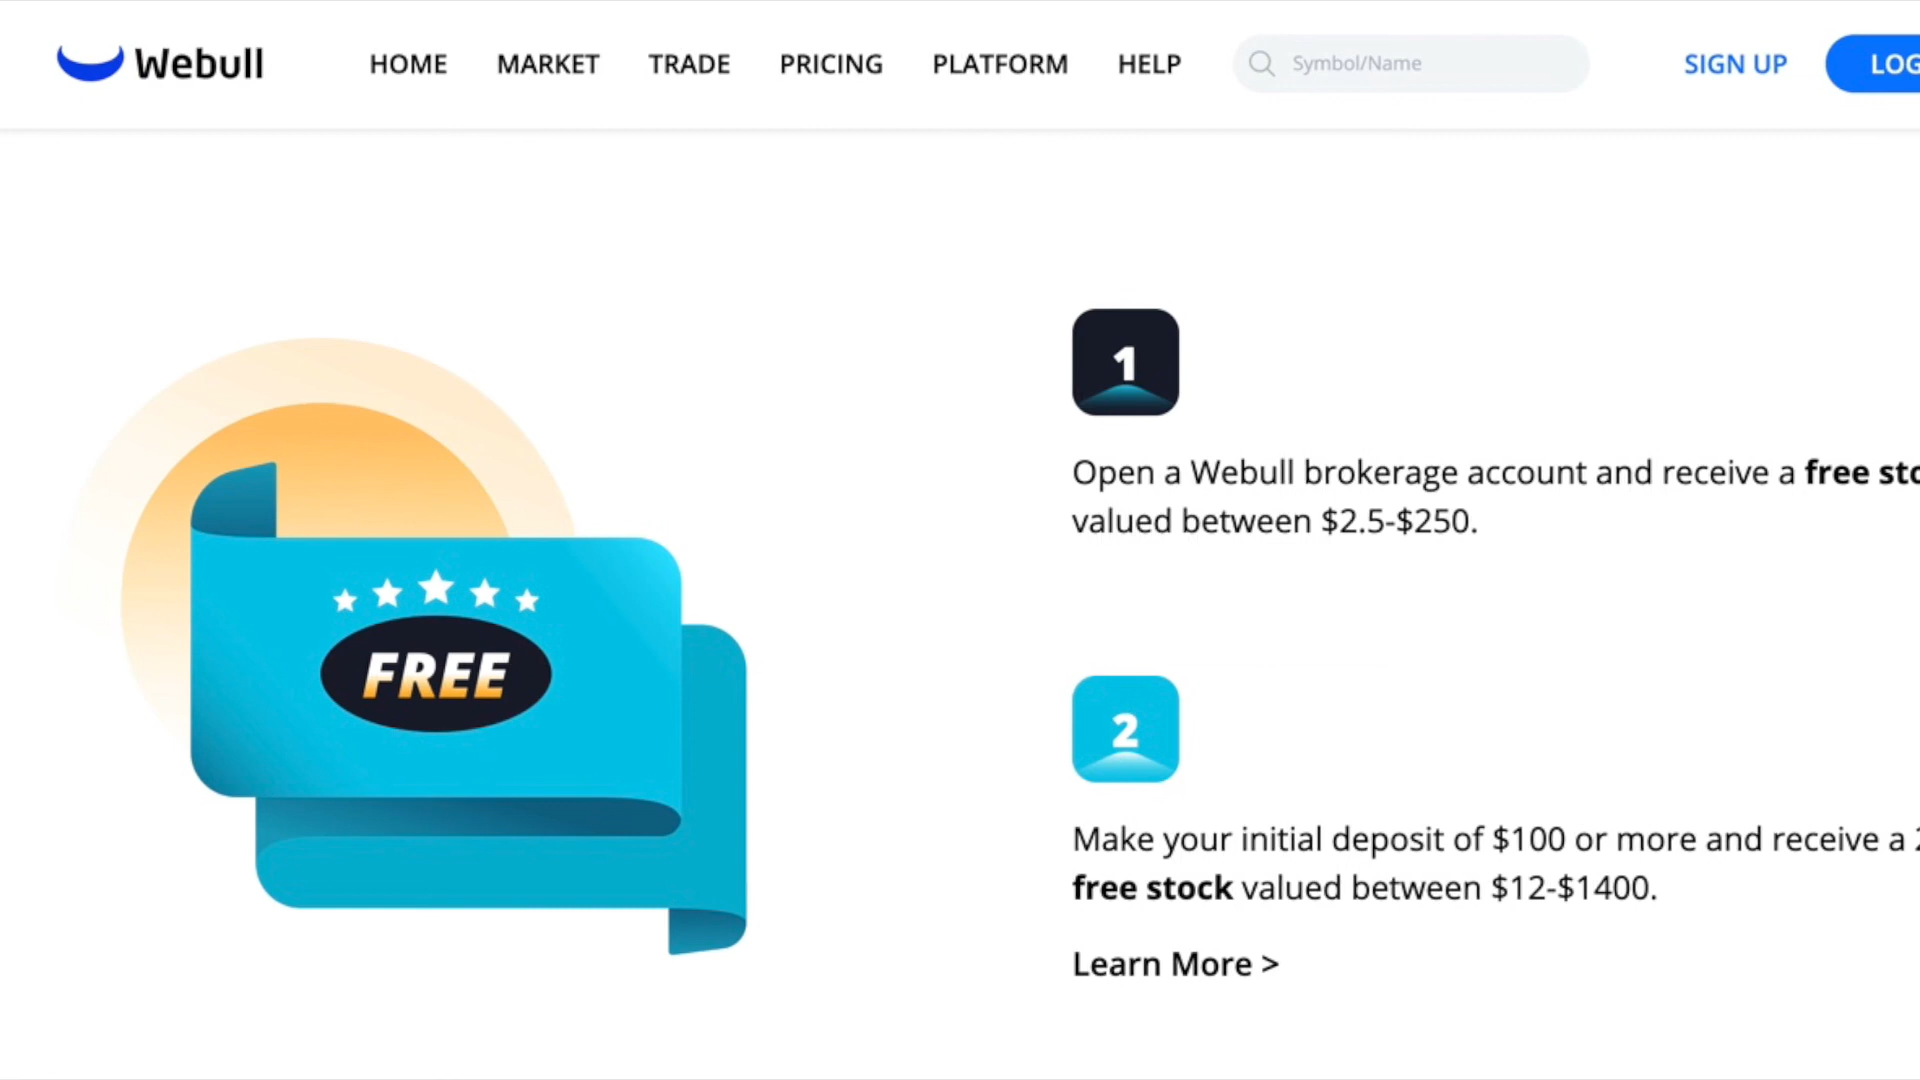 Webull
HOME MARKET TRADE PRICING PLATFORM HELP Symbol/Name SIGN UP
1
Open a Webull brokerage account and receive a free
valued between $2.5-$250.
FREE
2
Make your initial deposit of $100 or more and receive a
free stock valued between $12-$1400.
Learn More >